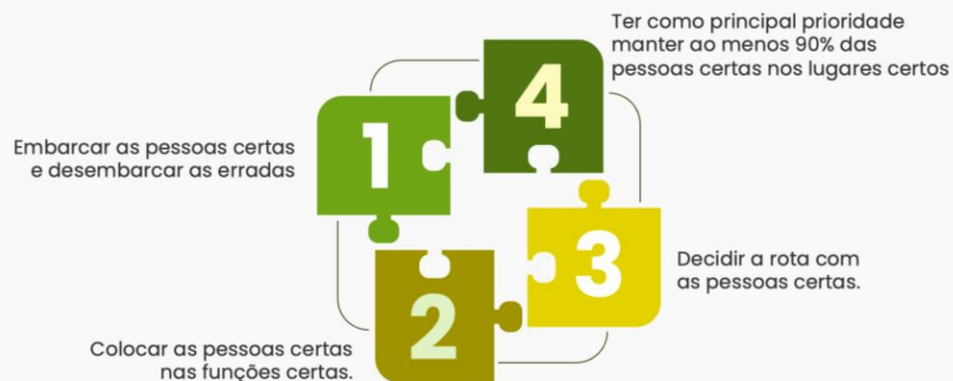 1
Embarcar as pessoas certas
e desembarcar as erradas
2
Colocar as pessoas certas
nas funções certas.
3
Decidir a rota com
as pessoas certas.
4
Ter como principal prioridade
manter ao menos 90% das
pessoas certas nos lugares certos